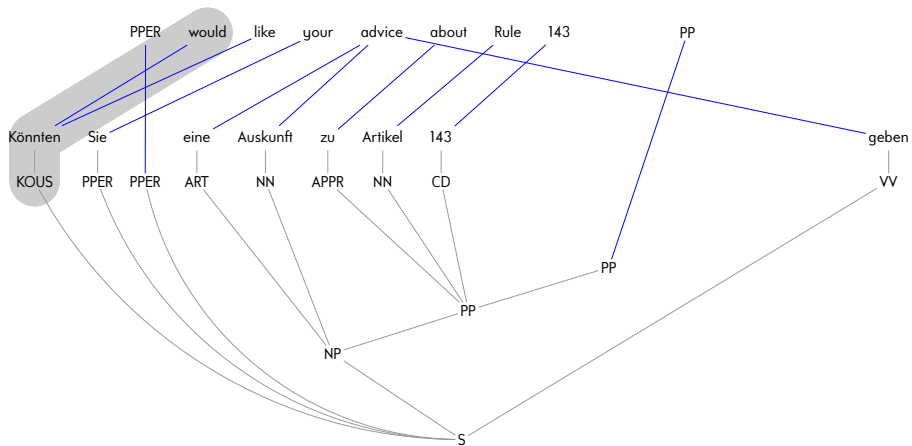 PPER would like your advice about Rule 143 PP
Könnten Sie eine Auskunft zu Artikel 143 geben
KOUS PPER PPER ART NN APPR NN CD VV
PP
PP
NP
S